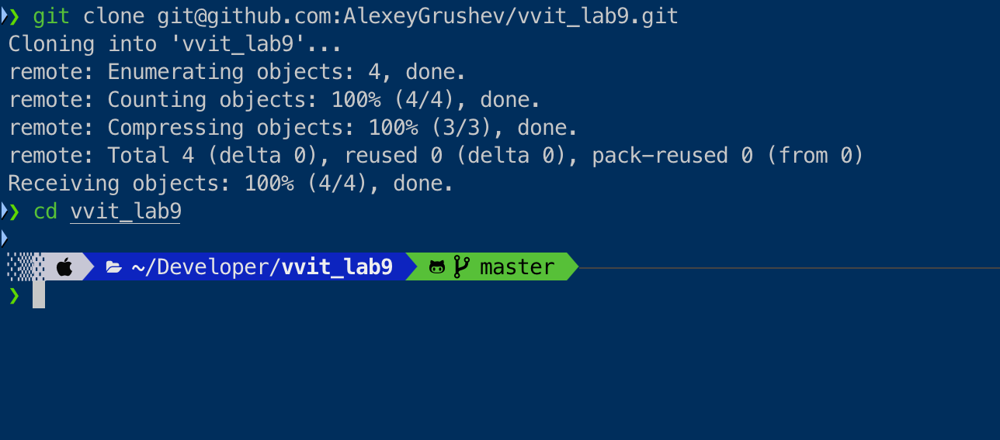 ❯ git clone git@github.com:AlexeyGrushev/vvit_lab9.git
Cloning into 'vvit_lab9'...
remote: Enumerating objects: 4, done.
remote: Counting objects: 100% (4/4), done.
remote: Compressing objects: 100% (3/3), done.
remote: Total 4 (delta 0), reused 0 (delta 0), pack-reused 0 (from 0)
Receiving objects: 100% (4/4), done.
❯ cd vvit_lab9
~/Developer/vvit_lab9 master
❯